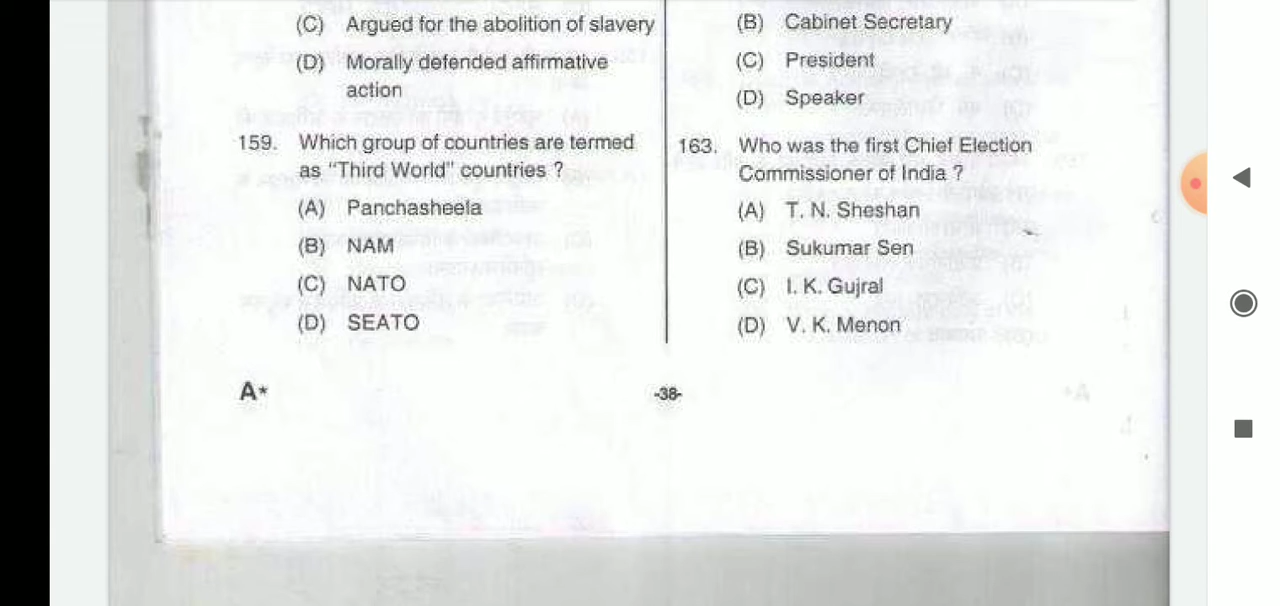 (C) Argued for the abolition of slavery
(D) Morally defended affirmative
action
159. Which group of countries are termed
as “Third World” countries ?
(A) Panchasheela
(B) NAM
(C) NATO
(D) SEATO
(B) Cabinet Secretary
(C) President
(D) Speaker
163. Who was the first Chief Election
Commissioner of India ?
(A) T. N. Sheshan
(B) Sukumar Sen
(C) I. K. Gujral
(D) V. K. Menon
A*
-38-